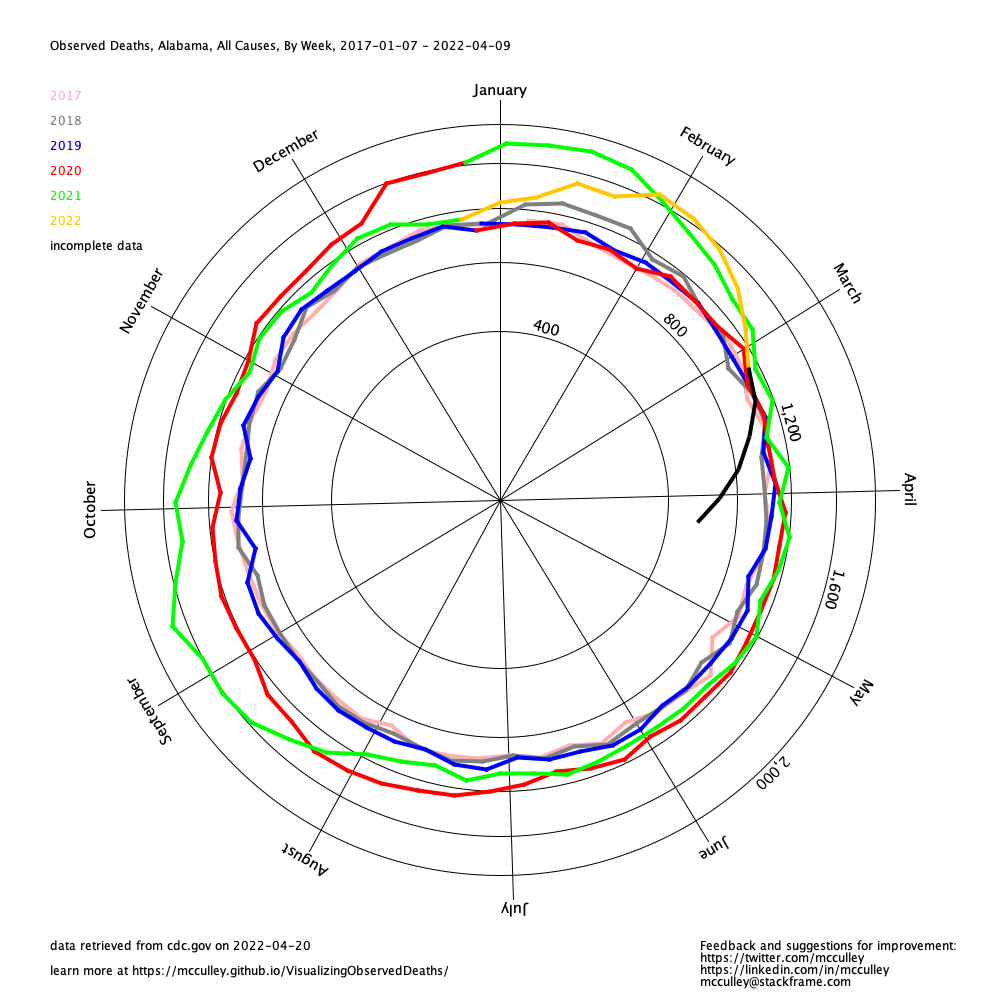 Observed Deaths, Alabama, All Causes, By Week, 2017-01-07 - 2022-04-09
2017
2018
2019
2020
2021
2022
incomplete data
January
February
March
April
May
June
July
August
September
October
November
December
400
800
1,200
1,600
2,000
data retrieved from cdc.gov on 2022-04-20
learn more at https://mcculley.github.io/VisualizingObservedDeaths/
Feedback and suggestions for improvement:
https://twitter.com/mcculley
https://linkedin.com/in/mcculley
mcculley@stackframe.com